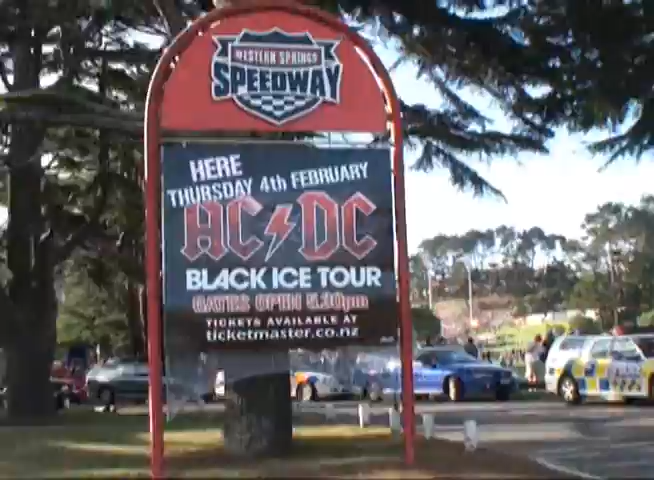 WESTERN SPRINGS
SPEEDWAY
HERE
THURSDAY 4th FEBRUARY
AC DC
BLACK ICE TOUR
GATES OPEN 5.30pm
TICKETS AVAILABLE AT
ticketmaster.co.nz